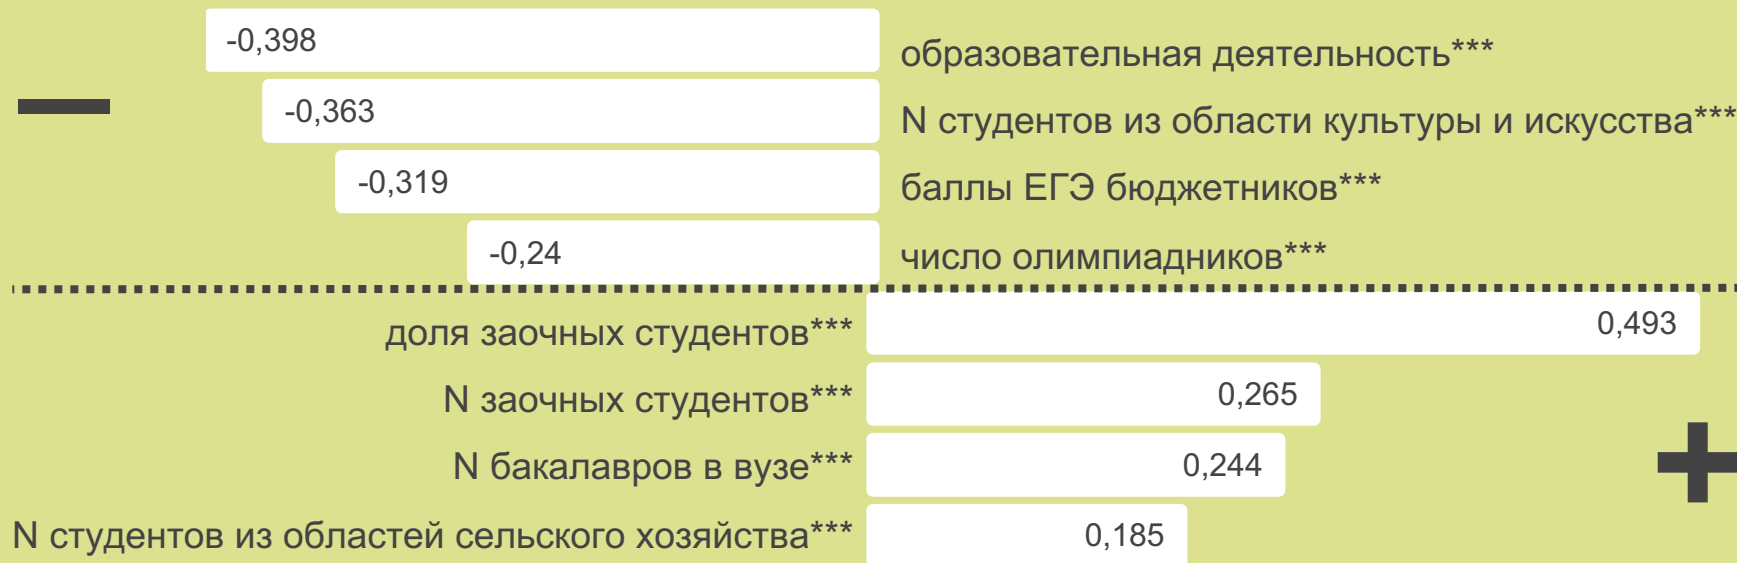 -0,398 образовательная деятельность***
-0,363 N студентов из области культуры и искусства***
-0,319 баллы ЕГЭ бюджетников***
-0,24 число олимпиадников***
доля заочных студентов*** 0,493
N заочных студентов*** 0,265
N бакалавров в вузе*** 0,244
N студентов из областей сельского хозяйства*** 0,185